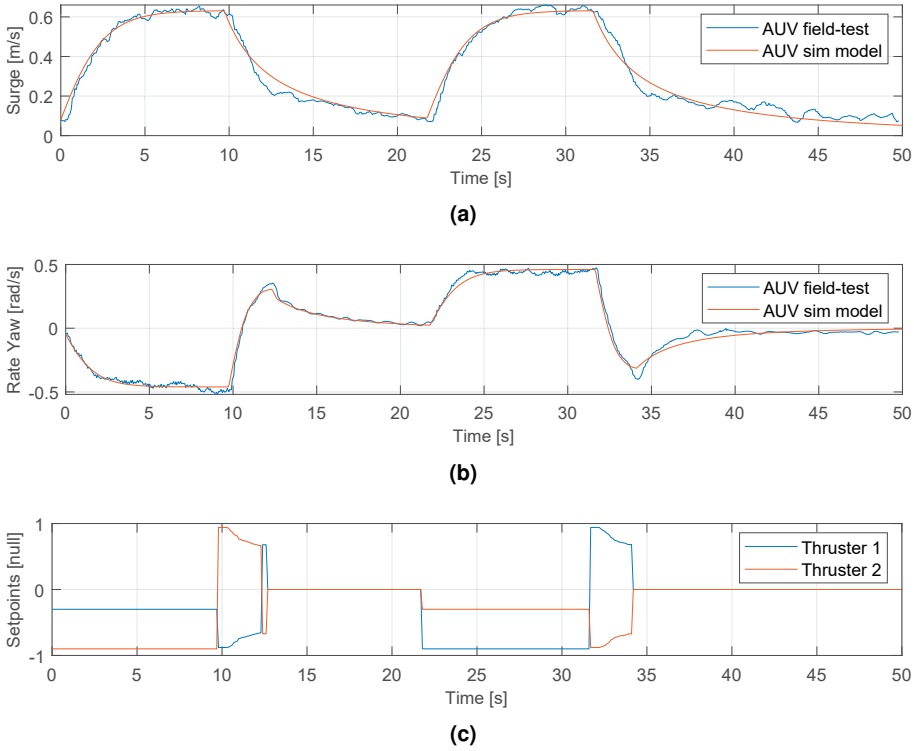 0.6
0.4
0.2
0
Surge [m/s]
AUV field-test
AUV sim model
0 5 10 15 20 25 30 35 40 45 50
Time [s]
(a)
0.5
0
-0.5
Rate Yaw [rad/s]
AUV field-test
AUV sim model
0 5 10 15 20 25 30 35 40 45 50
Time [s]
(b)
1
0
-1
Setpoints [null]
Thruster 1
Thruster 2
0 5 10 15 20 25 30 35 40 45 50
Time [s]
(c)